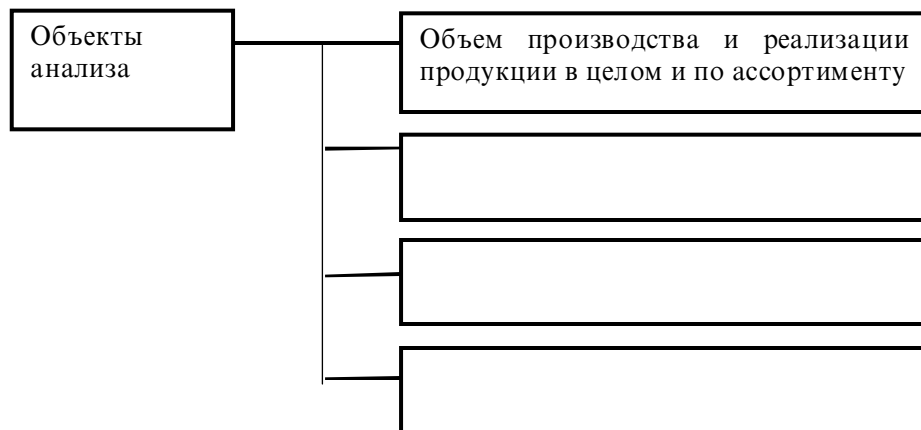 Объекты
анализа
Объем производства и реализации
продукции в целом и по ассортименту